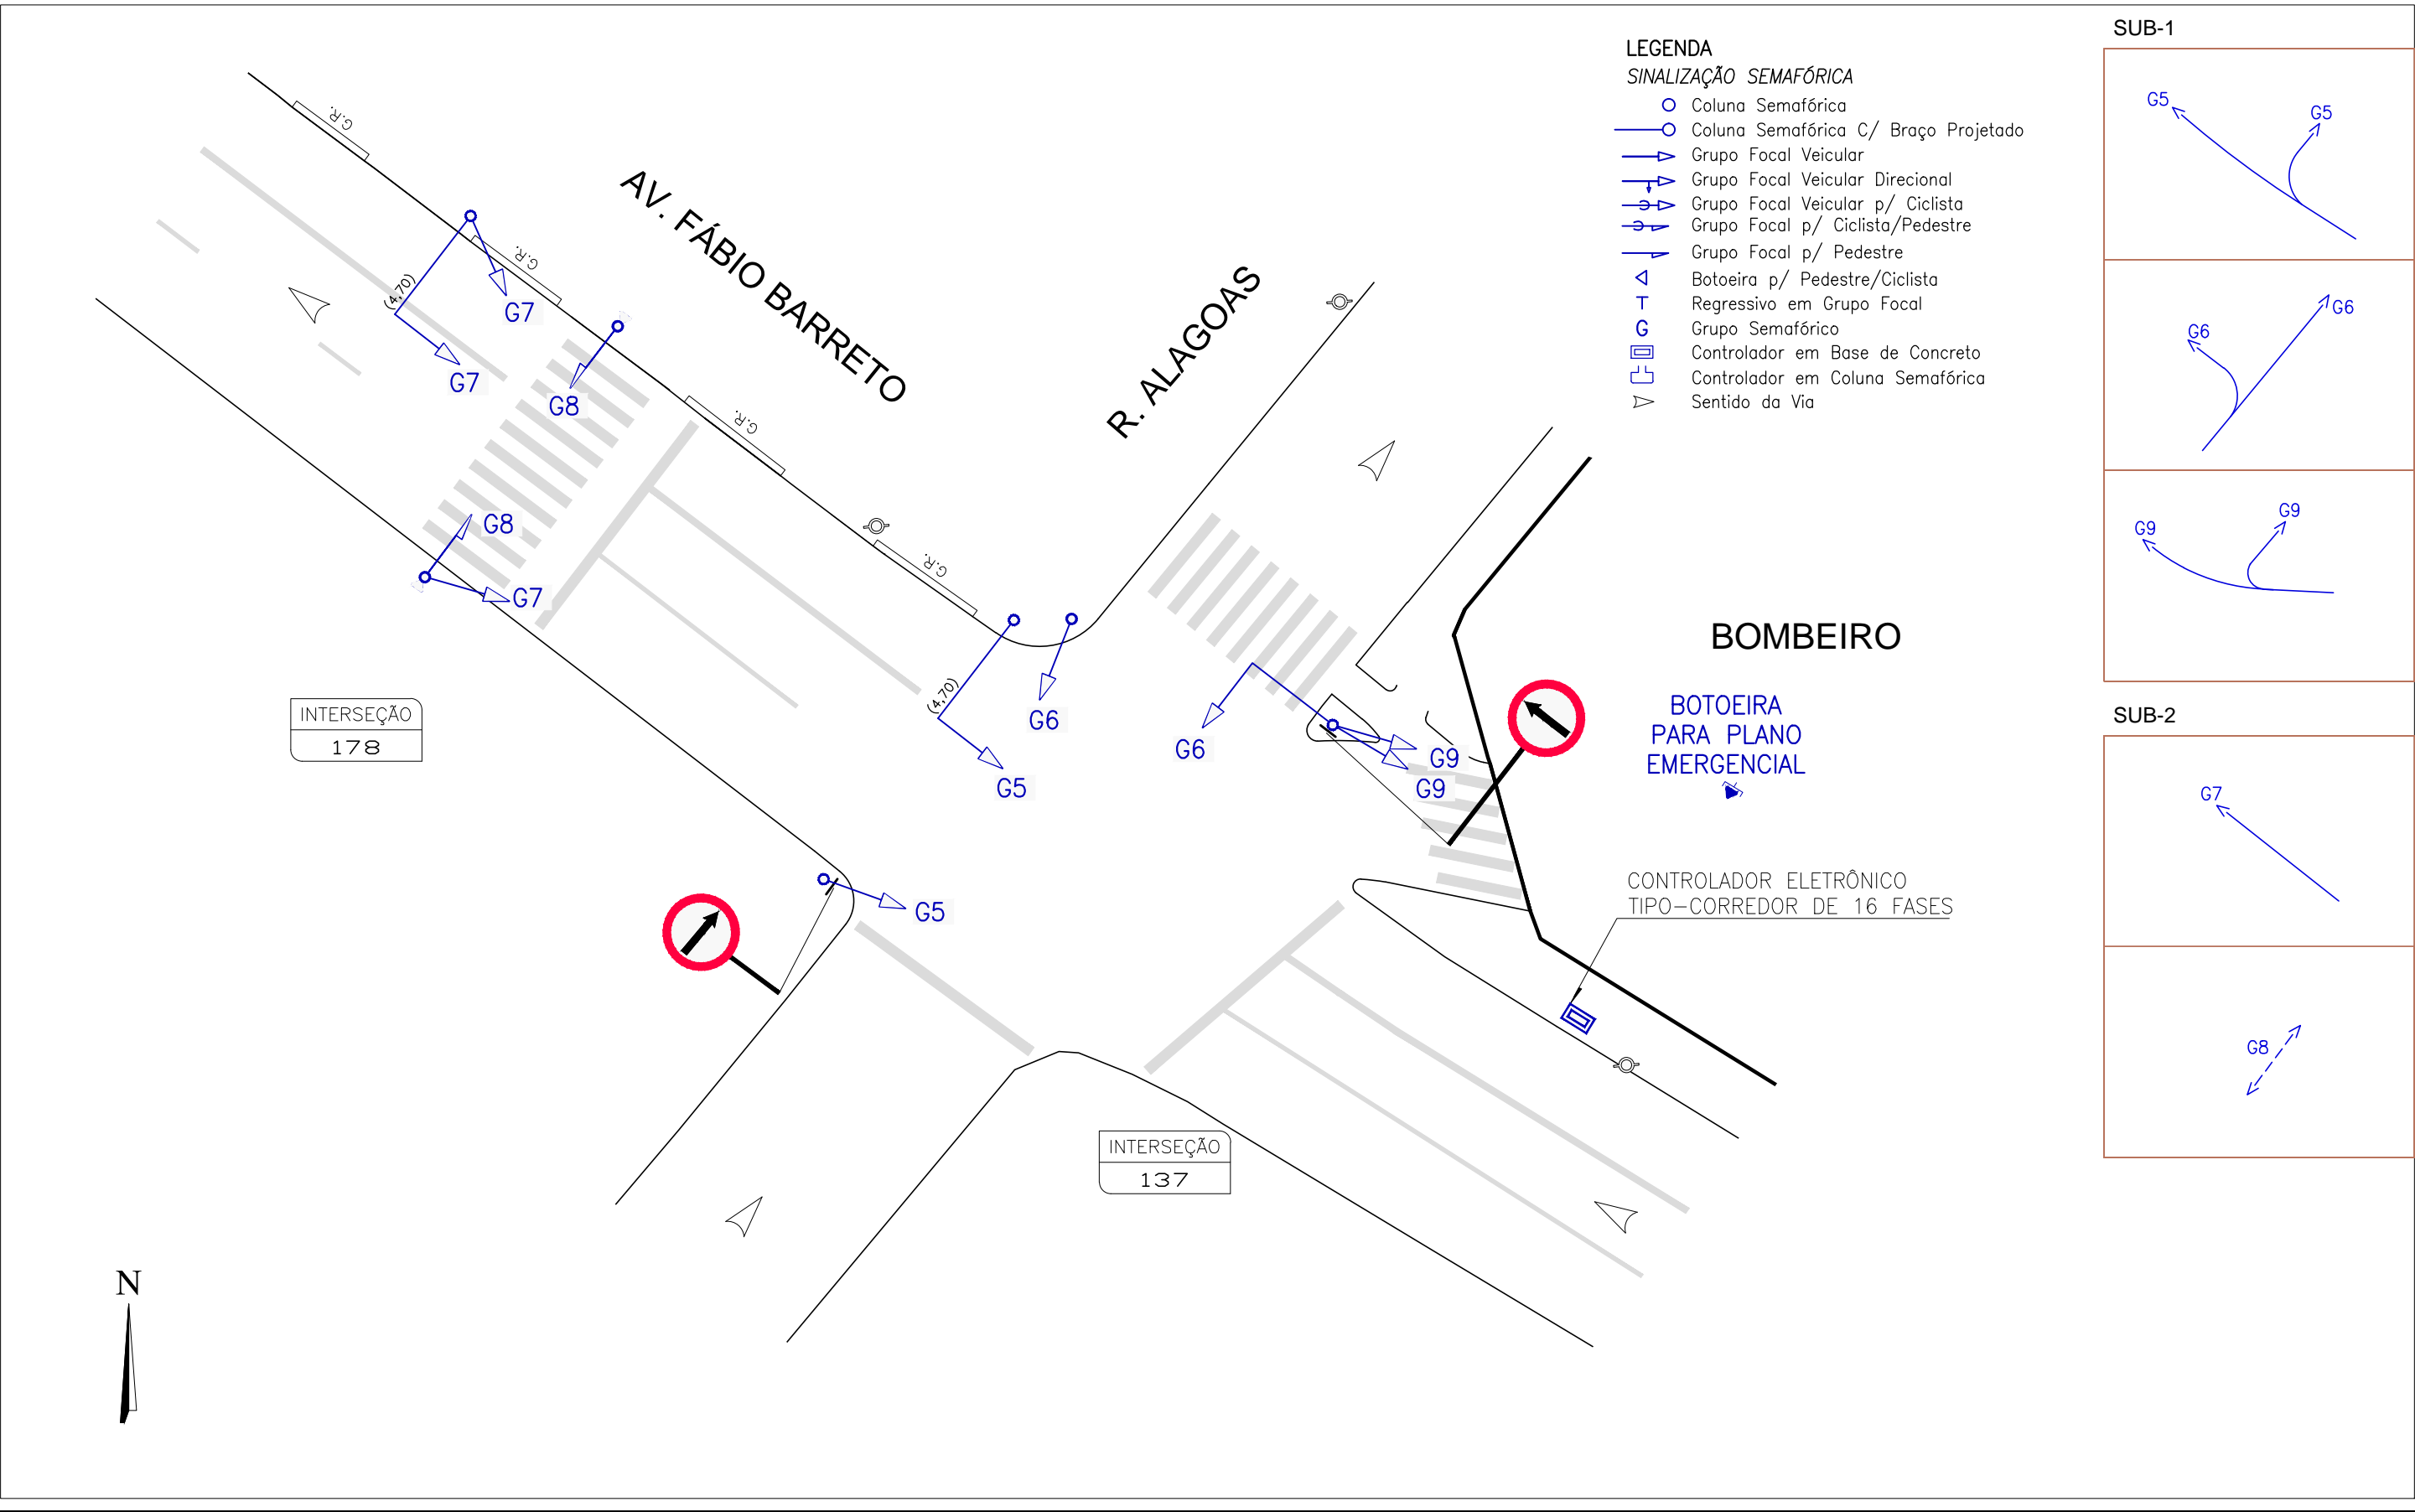 SUB-1
LEGENDA
SINALIZAÇÃO SEMAFÓRICA
Coluna Semafórica
Coluna Semafórica C/ Braço Projetado
Grupo Focal Veicular
Grupo Focal Veicular Direcional
Grupo Focal Veicular p/ Ciclista
Grupo Focal p/ Ciclista/Pedestre
Grupo Focal p/ Pedestre
Botoeira p/ Pedestre/Ciclista
T Regressivo em Grupo Focal
G Grupo Semafórico
Controlador em Base de Concreto
Controlador em Coluna Semafórica
Sentido da Via
G5
G5
G6
G6
G9
G9
SUB-2
G7
G8
G.R.
G.R.
G.R.
G.R.
AV. FÁBIO BARRETO
R. ALAGOAS
(4,70)
G7
G7
G8
G8
G7
(4,70)
G6
G5
G6
G9
G9
G5
BOMBEIRO
BOTOEIRA
PARA PLANO
EMERGENCIAL
CONTROLADOR ELETRÔNICO
TIPO-CORREDOR DE 16 FASES
INTERSEÇÃO
178
INTERSEÇÃO
137
N